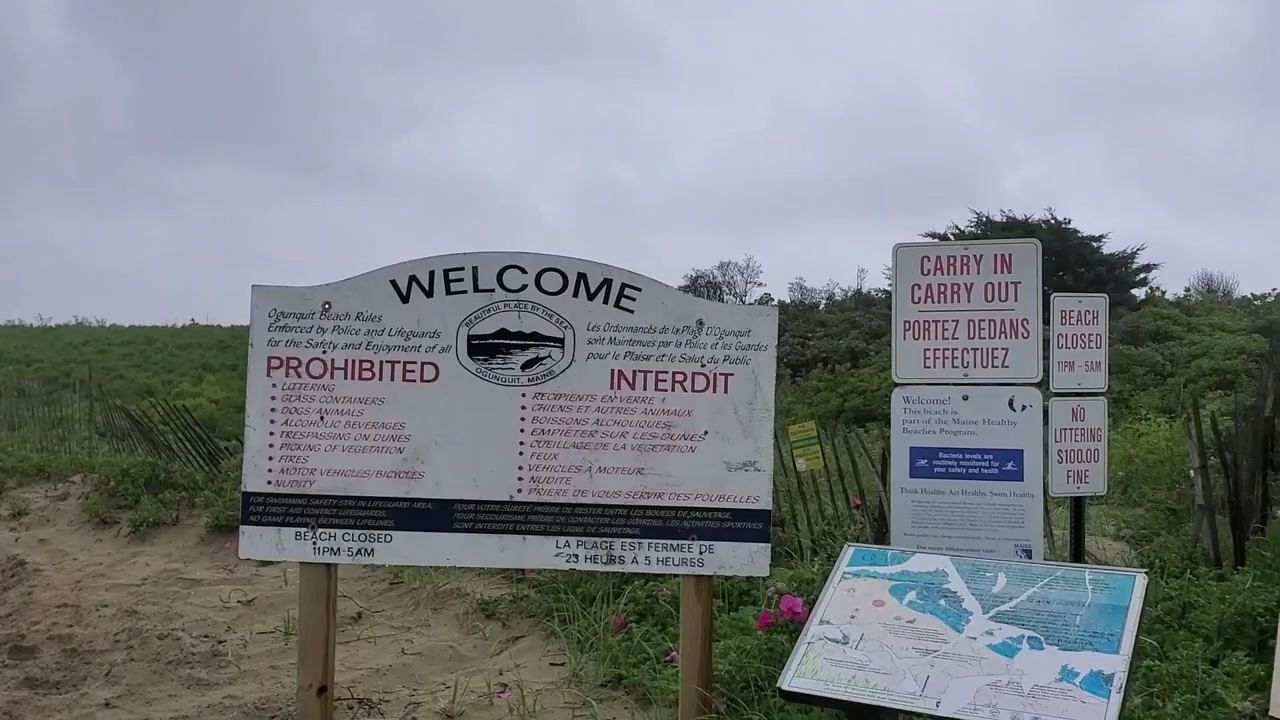 WELCOME
Ogunquit Beach Rules
Enforced by Police and Lifeguards
for the Safety and Enjoyment of all
BEAUTIFUL PLACE BY THE SEA
OGUNQUIT, MAINE
Les Ordonnances de la Plage D'Ogunquit
sont Maintenues par la Police et les Guardes
pour le Plaisir et le Salut du Public
PROHIBITED
LITTERING
GLASS CONTAINERS
DOGS/ANIMALS
ALCOHOLIC BEVERAGES
TRESPASSING ON DUNES
PICKING OF VEGETATION
FIRES
MOTOR VEHICLES/BICYCLES
NUDITY
INTERDIT
RECIPIENTS EN VERRE
CHIENS ET AUTRES ANIMAUX
BOISSONS ALCHOLIQUES
EMPIÉTER SUR LES DUNES
CUEILLAGE DE LA VEGETATION
FEUX
VEHICLES À MOTEUR
NUDITE
PRIERE DE VOUS SERVIR DES POUBELLES
FOR SWIMMING SAFETY STAY IN LIFEGUARD AREA.
FOR FIRST AID CONTACT LIFEGUARDS.
NO GAME PLAYING BETWEEN LIFELINES.
POUR VOTRE SÛRETÉ PRIÈRE DE RESTER ENTRE LES BOUEES DE SAUVETAGE.
POUR SECOURISME PRIÈRE DE CONTACTER LES GUARDES. LES ACTIVITIES SPORTIVES
SONT INTERDITE ENTRES LES LIGNE DE SAUVETAGE.
BEACH CLOSED
11PM-5AM
LA PLAGE EST FERMEE DE
23 HEURS À 5 HEURES
CARRY IN
CARRY OUT
PORTEZ DEDANS
EFFECTUEZ
BEACH
CLOSED
11PM – 5AM
NO
LITTERING
$100.00
FINE
Welcome!
This beach is
part of the Maine Healthy
Beaches Program.
Bacteria levels are
routinely monitored for
your safety and health
Think Healthy. Act Healthy. Swim Healthy.
For more information visit:
MAINE